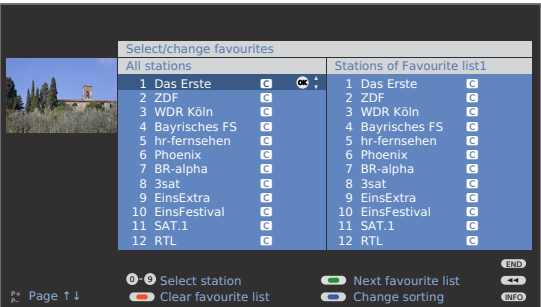 Select/change favourites
All stations Stations of Favourite list1
1 Das Erste C OK 1 Das Erste C
2 ZDF C 2 ZDF C
3 WDR Köln C 3 WDR Köln C
4 Bayrisches FS C 4 Bayrisches FS C
5 hr-fernsehen C 5 hr-fernsehen C
6 Phoenix C 6 Phoenix C
7 BR-alpha C 7 BR-alpha C
8 3sat C 8 3sat C
9 EinsExtra C 9 EinsExtra C
10 EinsFestival C 10 EinsFestival C
11 SAT.1 C 11 SAT.1 C
12 RTL C 12 RTL C
END
0-9 Select station Next favourite list
P+ P- Page ↑↓ Clear favourite list Change sorting INFO